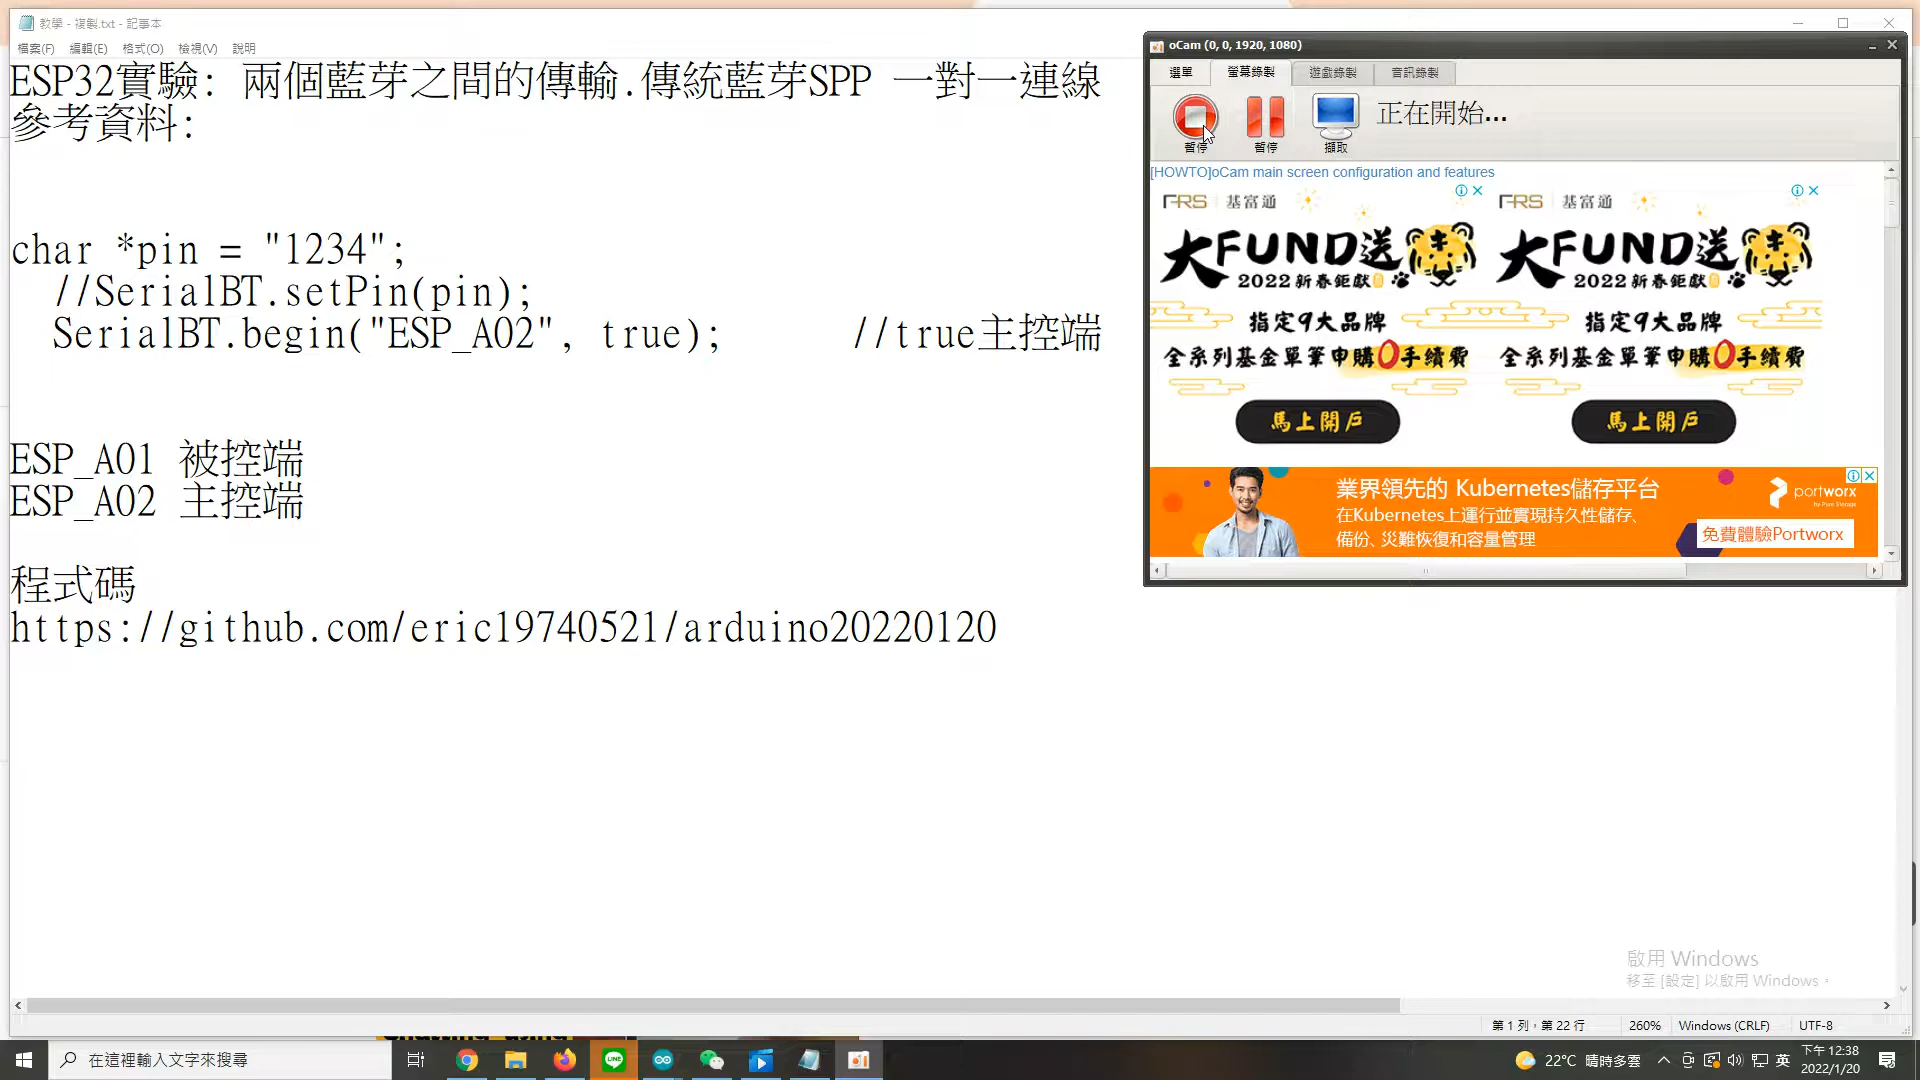 教學 - 複製.txt - 記事本
檔案(F) 編輯(E) 格式(O) 檢視(V) 說明
ESP32實驗: 兩個藍芽之間的傳輸.傳統藍芽SPP 一對一連線
參考資料:
char *pin = "1234";
//SerialBT.setPin(pin);
SerialBT.begin("ESP_A02", true); //true主控端
ESP_A01 被控端
ESP_A02 主控端
程式碼
https://github.com/eric19740521/arduino20220120
oCam (0, 0, 1920, 1080)
選單 螢幕錄製 遊戲錄製 音訊錄製
暫停 暫停 擷取 正在開始...
[HOWTO]oCam main screen configuration and features
FRS 基富通 FRS 基富通
大FUND送 大FUND送
2022新春鉅獻 2022新春鉅獻
指定9大品牌 指定9大品牌
全系列基金單筆申購0手續費 全系列基金單筆申購0手續費
馬上開戶 馬上開戶
業界領先的 Kubernetes儲存平台
在Kubernetes上運行並實現持久性儲存、
備份、災難恢復和容量管理
portworx
by Pure Storage
免費體驗Portworx
啟用 Windows
移至 [設定] 以啟用 Windows。
第 1 列，第 22 行 260% Windows (CRLF) UTF-8
在這裡輸入文字來搜尋
LINE
22°C 晴時多雲 英
下午 12:38
2022/1/20